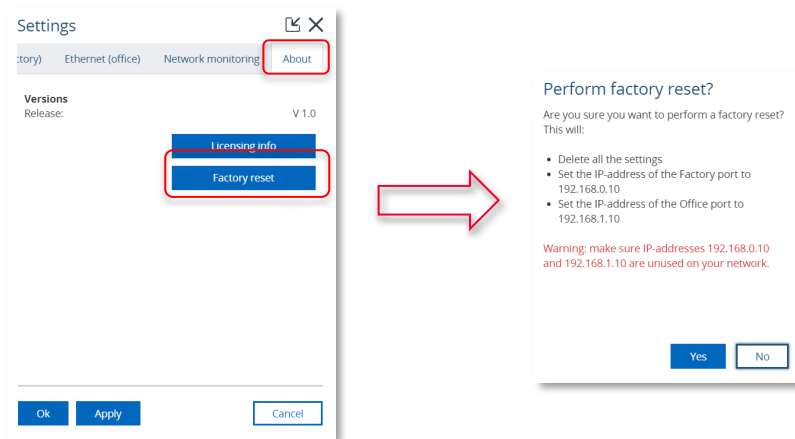 Settings
ctory) Ethernet (office) Network monitoring About
Versions
Release: V 1.0
Licensing info
Factory reset
Ok Apply Cancel
Perform factory reset?
Are you sure you want to perform a factory reset?
This will:
• Delete all the settings
• Set the IP-address of the Factory port to
192.168.0.10
• Set the IP-address of the Office port to
192.168.1.10
Warning: make sure IP-addresses 192.168.0.10
and 192.168.1.10 are unused on your network.
Yes No